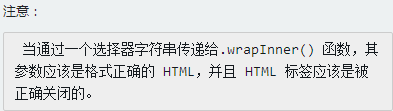 注意：
当通过一个选择器字符串传递给.wrapInner() 函数，其
参数应该是格式正确的 HTML，并且 HTML 标签应该是被
正确关闭的。